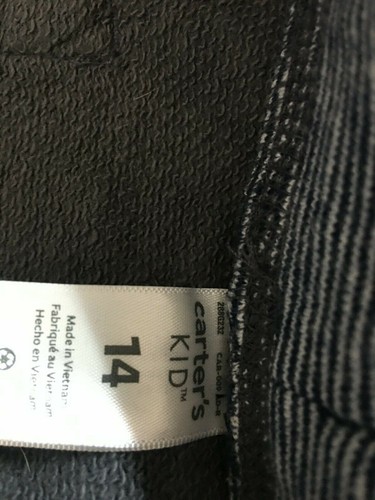 carter's
KID™
14
Made in Vietnam
Fabriqué au Vietnam
Hecho en Vietnam